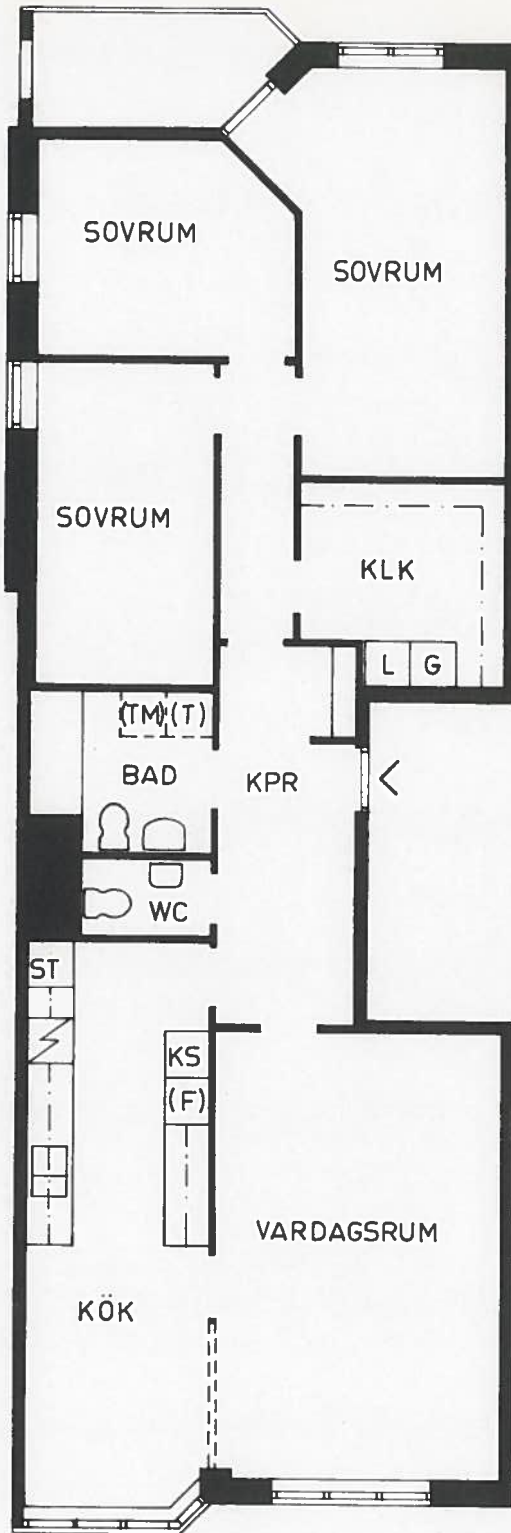 SOVRUM
SOVRUM
SOVRUM
KLK
L G
(TM) (T)
BAD
KPR
WC
ST
KS
(F)
VARDAGSRUM
KÖK